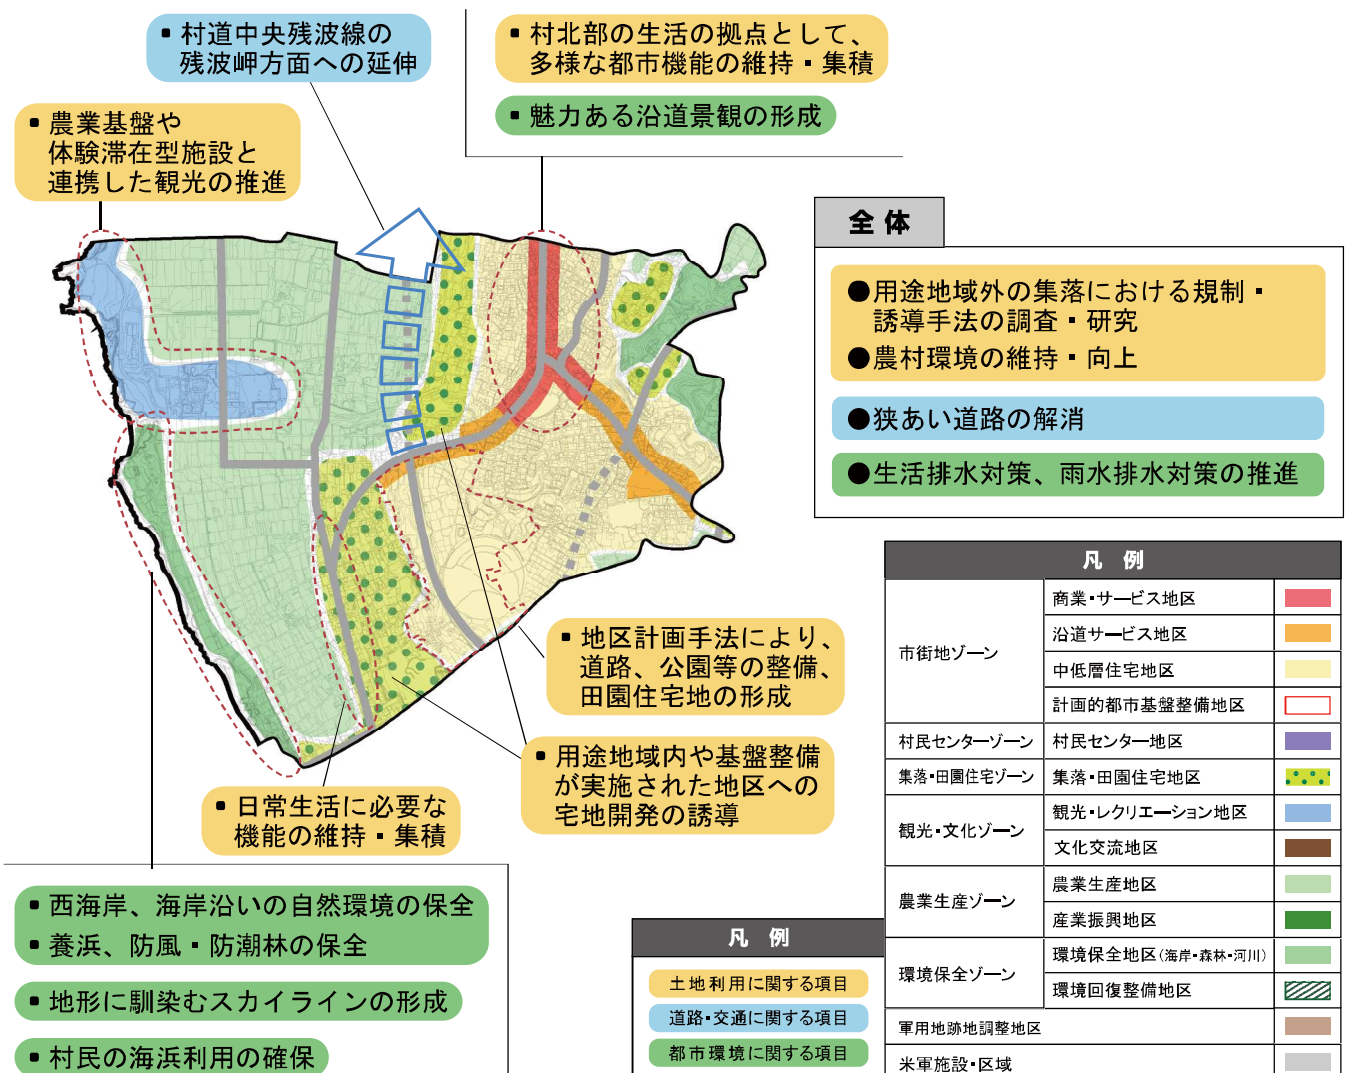 ▪ 村道中央残波線の
残波岬方面への延伸
▪ 村北部の生活の拠点として、
多様な都市機能の維持・集積
▪ 魅力ある沿道景観の形成
▪ 農業基盤や
体験滞在型施設と
連携した観光の推進
全体
●用途地域外の集落における規制・
誘導手法の調査・研究
●農村環境の維持・向上
●狭あい道路の解消
●生活排水対策、雨水排水対策の推進
▪ 地区計画手法により、
道路、公園等の整備、
田園住宅地の形成
▪ 用途地域内や基盤整備
が実施された地区への
宅地開発の誘導
▪ 日常生活に必要な
機能の維持・集積
▪ 西海岸、海岸沿いの自然環境の保全
▪ 養浜、防風・防潮林の保全
▪ 地形に馴染むスカイラインの形成
▪ 村民の海浜利用の確保
凡 例
土地利用に関する項目
道路・交通に関する項目
都市環境に関する項目
凡 例
市街地ゾーン
商業・サービス地区
沿道サービス地区
中低層住宅地区
計画的都市基盤整備地区
村民センターゾーン 村民センター地区
集落・田園住宅ゾーン 集落・田園住宅地区
観光・文化ゾーン
観光・レクリエーション地区
文化交流地区
農業生産ゾーン
農業生産地区
産業振興地区
環境保全ゾーン
環境保全地区(海岸・森林・河川)
環境回復整備地区
軍用地跡地調整地区
米軍施設・区域